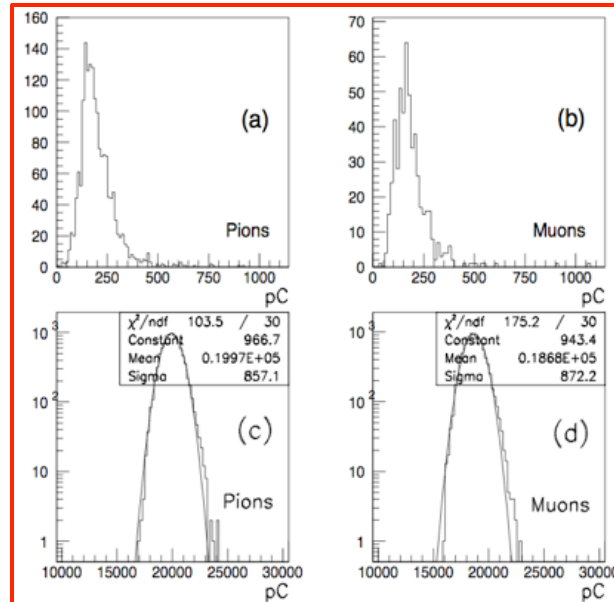 160
140
120
100
80
60
40
20
0
(a)
Pions
0 250 500 750 1000
pC
70
60
50
40
30
20
10
0
(b)
Muons
0 250 500 750 1000
pC
χ²/ndf 103.5 / 30
Constant 966.7
Mean 0.1997E+05
Sigma 857.1
10³
10²
10
1
(c)
Pions
10000 15000 20000 25000 30000
pC
χ²/ndf 175.2 / 30
Constant 943.4
Mean 0.1868E+05
Sigma 872.2
10³
10²
10
1
(d)
Muons
10000 15000 20000 25000 30000
pC